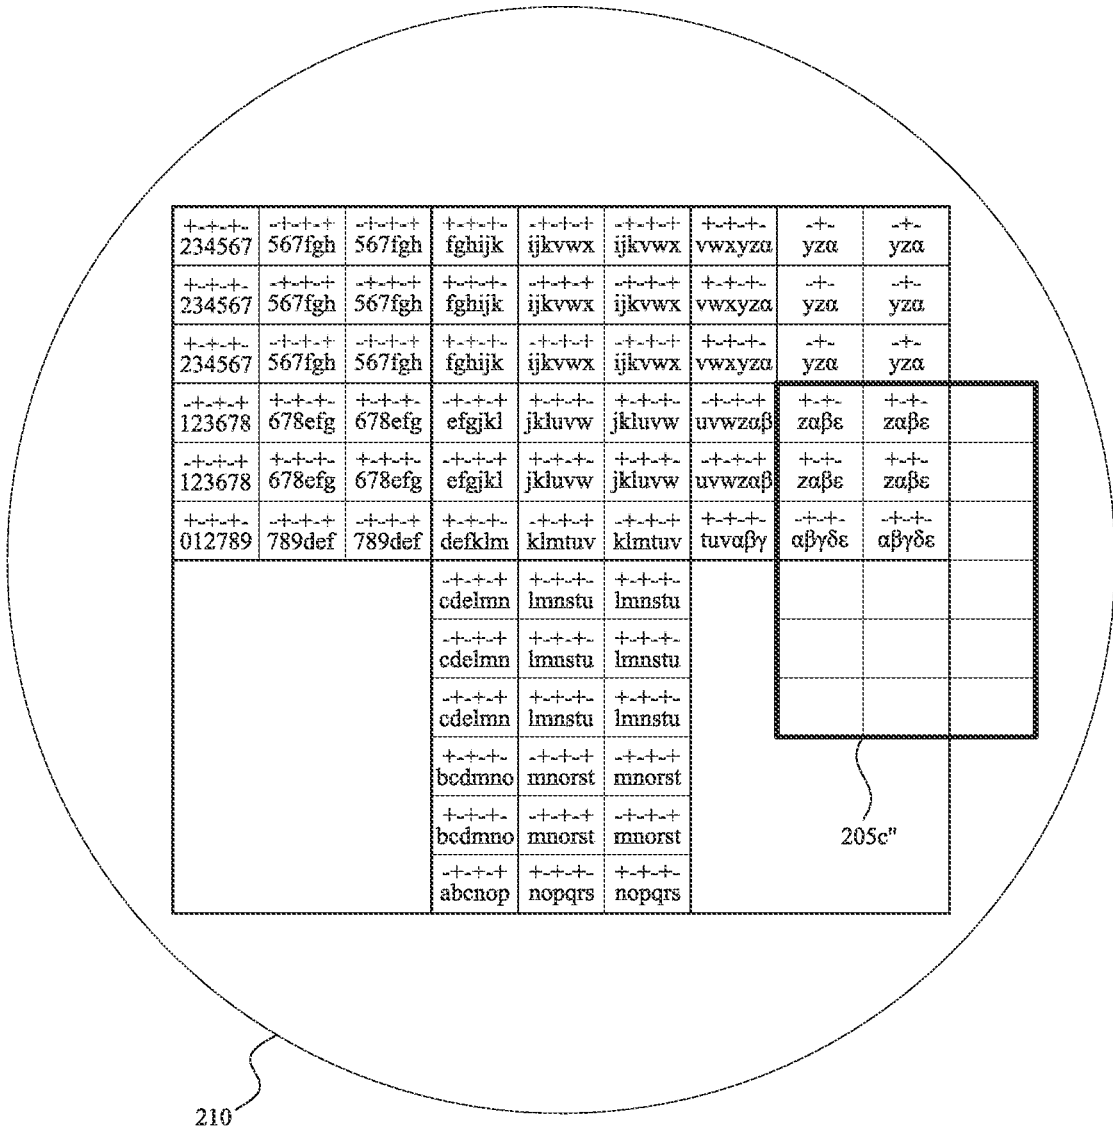 +-+-+- -+-+-+ -+-+-+ +-+-+- -+-+-+ -+-+-+ +-+-+- -+- -+-
234567 567fgh 567fgh fghijk ijkvwx ijkvwx vwxyzα yzα yzα
+-+-+- -+-+-+ -+-+-+ +-+-+- -+-+-+ -+-+-+ +-+-+- -+- -+-
234567 567fgh 567fgh fghijk ijkvwx ijkvwx vwxyzα yzα yzα
+-+-+- -+-+-+ -+-+-+ +-+-+- -+-+-+ -+-+-+ +-+-+- -+- -+-
234567 567fgh 567fgh fghijk ijkvwx ijkvwx vwxyzα yzα yzα
-+-+-+ +-+-+- +-+-+- -+-+-+ +-+-+- +-+-+- -+-+-+ +-+- +-+-
123678 678efg 678efg efgjkl jkluvw jkluvw uvwzαβ zαβε zαβε
-+-+-+ +-+-+- +-+-+- -+-+-+ +-+-+- +-+-+- -+-+-+ +-+- +-+-
123678 678efg 678efg efgjkl jkluvw jkluvw uvwzαβ zαβε zαβε
+-+-+- -+-+-+ -+-+-+ +-+-+- -+-+-+ -+-+-+ +-+-+- -+-+- -+-+-
012789 789def 789def defklm klmtuv klmtuv tuvαβγ αβγδε αβγδε
-+-+-+ +-+-+- +-+-+-
cdelmn lmnstu lmnstu
-+-+-+ +-+-+- +-+-+-
cdelmn lmnstu lmnstu
-+-+-+ +-+-+- +-+-+-
cdelmn lmnstu lmnstu
+-+-+- -+-+-+ -+-+-+
bcdmno mnorst mnorst
+-+-+- -+-+-+ -+-+-+
bcdmno mnorst mnorst
-+-+-+ +-+-+- +-+-+-
abcnop nopqrs nopqrs
205c"
210